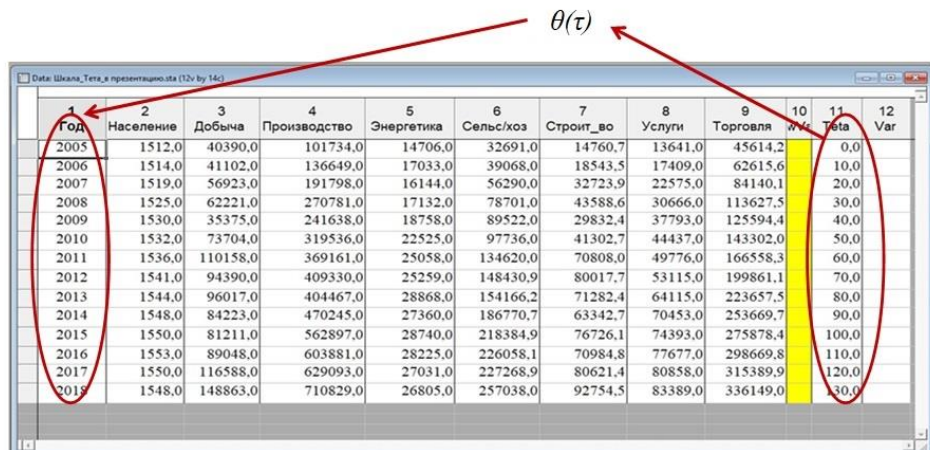 θ(τ)
Data: Шкала_Тета_в презентацию.sta (12v by 14c)
1 2 3 4 5 6 7 8 9 10 11 12
Год Население Добыча Производство Энергетика Сельс/хоз Строит_во Услуги Торговля Teta Var
2005 1512,0 40390,0 101734,0 14706,0 32691,0 14760,7 13641,0 45614,2 0,0
2006 1514,0 41102,0 136649,0 17033,0 39068,0 18543,5 17409,0 62615,6 10,0
2007 1519,0 56923,0 191798,0 16144,0 56290,0 32723,9 22575,0 84140,1 20,0
2008 1525,0 62221,0 270781,0 17132,0 78701,0 43588,6 30666,0 113627,5 30,0
2009 1530,0 35375,0 241638,0 18758,0 89522,0 29832,4 37793,0 125594,4 40,0
2010 1532,0 73704,0 319536,0 22525,0 97736,0 41302,7 44437,0 143302,0 50,0
2011 1536,0 110158,0 369161,0 25058,0 134620,0 70808,0 49776,0 166558,3 60,0
2012 1541,0 94390,0 409330,0 25259,0 148430,9 80017,7 53115,0 199861,1 70,0
2013 1544,0 96017,0 404467,0 28868,0 154166,2 71282,4 64115,0 223657,5 80,0
2014 1548,0 84223,0 470245,0 27360,0 186770,7 63342,7 70453,0 253669,7 90,0
2015 1550,0 81211,0 562897,0 28740,0 218384,9 76726,1 74393,0 275878,4 100,0
2016 1553,0 89048,0 603881,0 28225,0 226058,1 70984,8 77677,0 298669,8 110,0
2017 1550,0 116588,0 629093,0 27031,0 227268,9 80621,4 80858,0 315389,9 120,0
2018 1548,0 148863,0 710829,0 26805,0 257038,0 92754,5 83389,0 336149,0 130,0